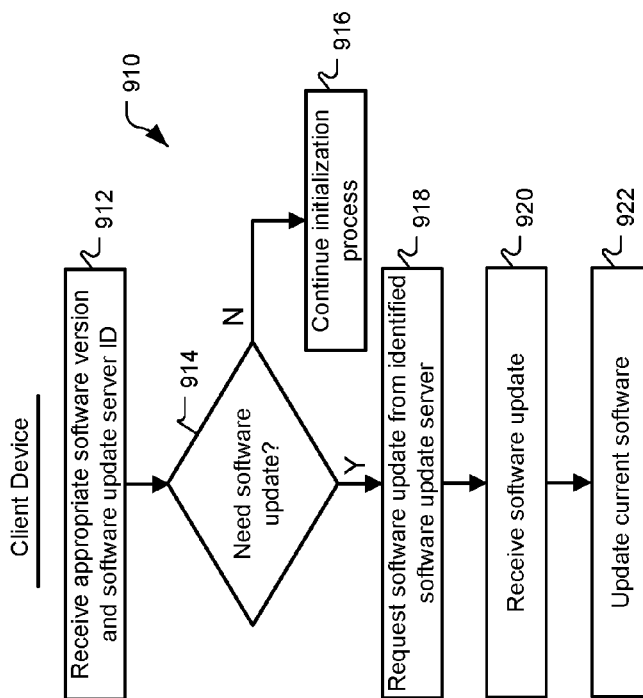 Client Device
910
912
Receive appropriate software version
and software update server ID
914
Need software
update?
N
916
Continue initialization
process
Y
918
Request software update from identified
software update server
920
Receive software update
922
Update current software